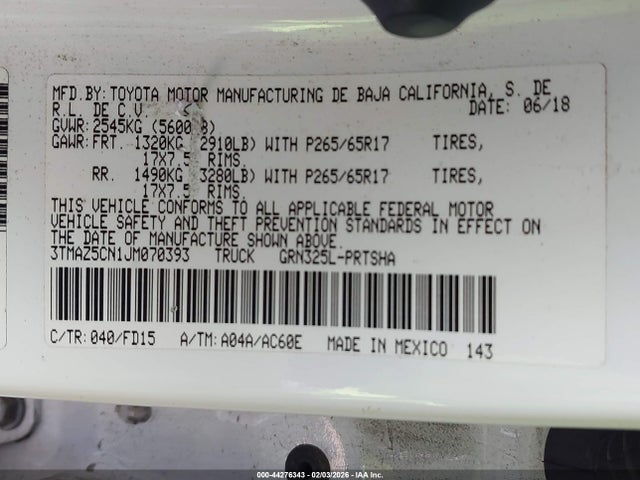 MFD. BY: TOYOTA MOTOR MANUFACTURING DE BAJA CALIFORNIA, S. DE
R. L. DE C. V. DATE: 06/18
GVWR: 2545KG (5600 B)
GAWR: FRT. 1320KG 2910LB) WITH P265/65R17 TIRES,
17X7.5 RIMS.
RR. 1490KG 3280LB) WITH P265/65R17 TIRES,
17X7.5 RIMS.
THIS VEHICLE CONFORMS TO ALL APPLICABLE FEDERAL MOTOR
VEHICLE SAFETY AND THEFT PREVENTION STANDARDS IN EFFECT ON
THE DATE OF MANUFACTURE SHOWN ABOVE.
3TMAZ5CN1JM070393 TRUCK GRN325L-PRTSHA
C/TR: 040/FD15 A/TM: A04A/AC60E MADE IN MEXICO 143
000-44276343 - 02/03/2026 - Copyright IAA, Inc.